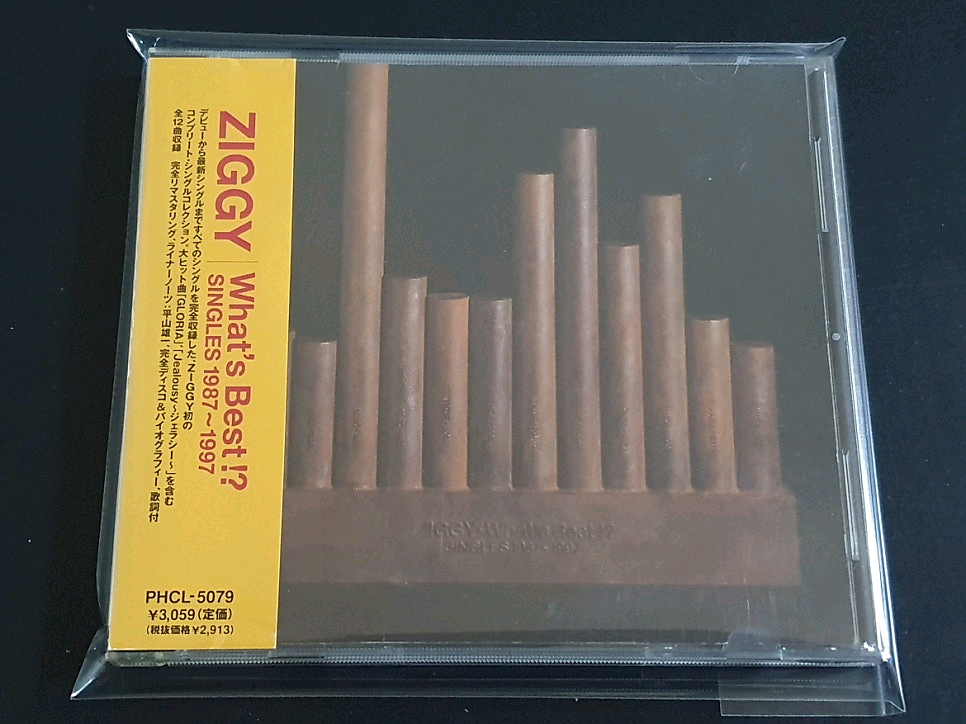 ZIGGY | What's Best!?
SINGLES 1987〜1997
デビューから最新シングルまですべてのシングルを完全収録した、ZIGGY初の
コンプリート・シングルコレクション。大ヒット曲「GLORIA」、「Jealousy〜ジェラシー〜」を含む
全12曲収録 完全リマスタリング、ライナーノーツ：平山雄一、完全ディスコ&バイオグラフィー、歌詞付
PHCL-5079
¥3,059(定価)
(税抜価格¥2,913)
ZIGGY What's Best!?
SINGLES 1987-1997